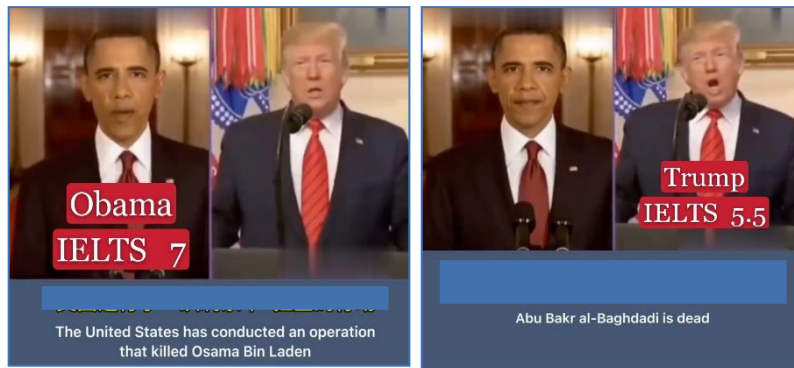 Obama
IELTS 7
The United States has conducted an operation
that killed Osama Bin Laden
Trump
IELTS 5.5
Abu Bakr al-Baghdadi is dead